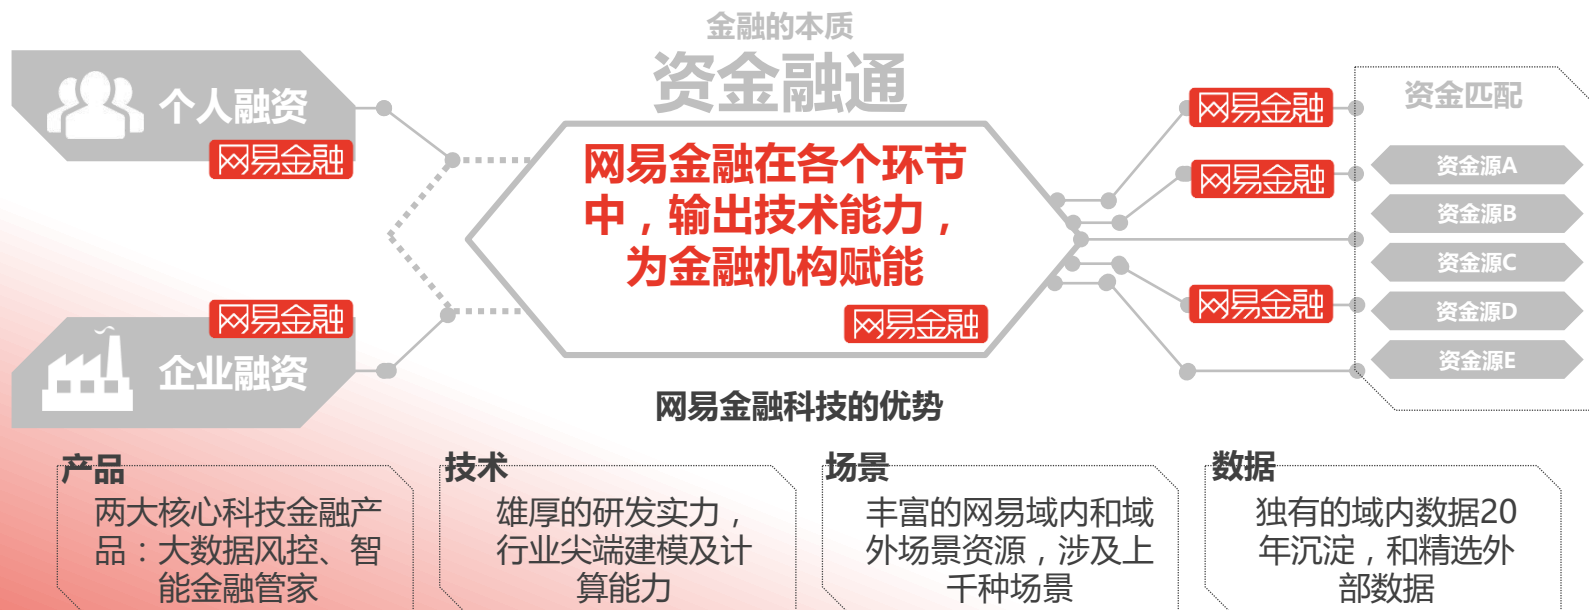 金融的本质
资金融通
个人融资
网易金融
网易金融在各个环节
中，输出技术能力，
为金融机构赋能
网易金融
企业融资
网易金融
网易金融
网易金融
网易金融
资金匹配
资金源A
资金源B
资金源C
资金源D
资金源E
网易金融科技的优势
产品
两大核心科技金融产
品：大数据风控、智
能金融管家
技术
雄厚的研发实力，
行业尖端建模及计
算能力
场景
丰富的网易域内和域
外场景资源，涉及上
千种场景
数据
独有的域内数据20
年沉淀，和精选外
部数据